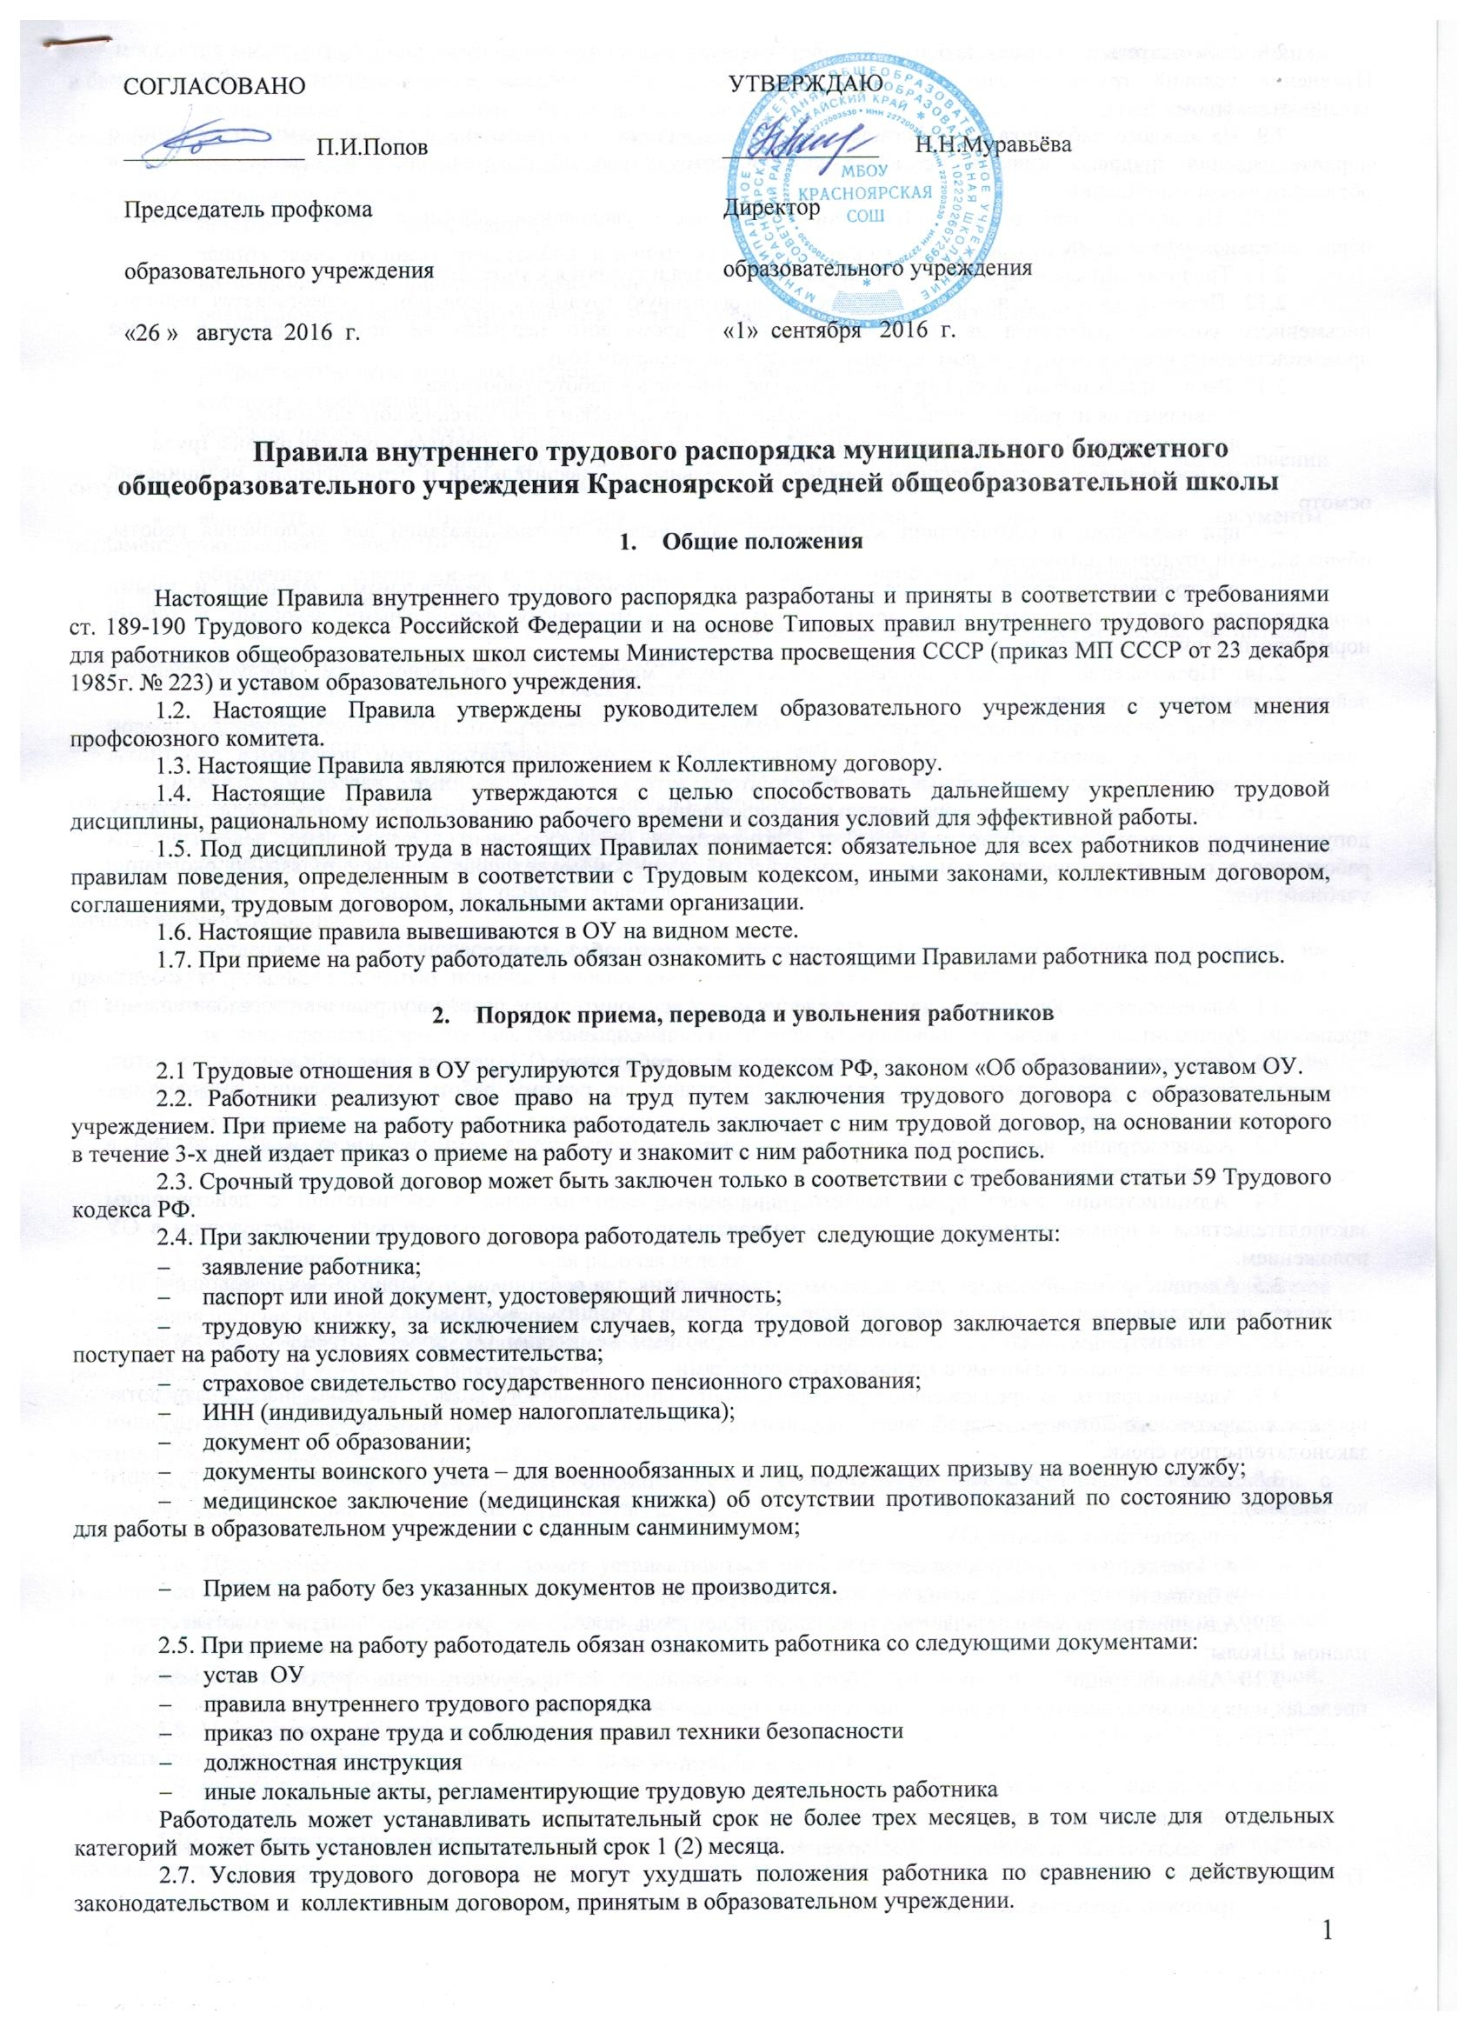 СОГЛАСОВАНО
УТВЕРЖДАЮ
П.И.Попов
Н.Н.Муравьёва
МБОУ
КРАСНОЯРСКАЯ
СОШ
Председатель профкома
Директор
образовательного учреждения
образовательного учреждения
«26 » августа 2016 г.
«1» сентября 2016 г.
Правила внутреннего трудового распорядка муниципального бюджетного
общеобразовательного учреждения Красноярской средней общеобразовательной школы
1. Общие положения
Настоящие Правила внутреннего трудового распорядка разработаны и приняты в соответствии с требованиями
ст. 189-190 Трудового кодекса Российской Федерации и на основе Типовых правил внутреннего трудового распорядка
для работников общеобразовательных школ системы Министерства просвещения СССР (приказ МП СССР от 23 декабря
1985г. № 223) и уставом образовательного учреждения.
1.2. Настоящие Правила утверждены руководителем образовательного учреждения с учетом мнения
профсоюзного комитета.
1.3. Настоящие Правила являются приложением к Коллективному договору.
1.4. Настоящие Правила утверждаются с целью способствовать дальнейшему укреплению трудовой
дисциплины, рациональному использованию рабочего времени и создания условий для эффективной работы.
1.5. Под дисциплиной труда в настоящих Правилах понимается: обязательное для всех работников подчинение
правилам поведения, определенным в соответствии с Трудовым кодексом, иными законами, коллективным договором,
соглашениями, трудовым договором, локальными актами организации.
1.6. Настоящие правила вывешиваются в ОУ на видном месте.
1.7. При приеме на работу работодатель обязан ознакомить с настоящими Правилами работника под роспись.
2. Порядок приема, перевода и увольнения работников
2.1 Трудовые отношения в ОУ регулируются Трудовым кодексом РФ, законом «Об образовании», уставом ОУ.
2.2. Работники реализуют свое право на труд путем заключения трудового договора с образовательным
учреждением. При приеме на работу работника работодатель заключает с ним трудовой договор, на основании которого
в течение 3-х дней издает приказ о приеме на работу и знакомит с ним работника под роспись.
2.3. Срочный трудовой договор может быть заключен только в соответствии с требованиями статьи 59 Трудового
кодекса РФ.
2.4. При заключении трудового договора работодатель требует следующие документы:
– заявление работника;
– паспорт или иной документ, удостоверяющий личность;
– трудовую книжку, за исключением случаев, когда трудовой договор заключается впервые или работник
поступает на работу на условиях совместительства;
– страховое свидетельство государственного пенсионного страхования;
– ИНН (индивидуальный номер налогоплательщика);
– документ об образовании;
– документы воинского учета – для военнообязанных и лиц, подлежащих призыву на военную службу;
– медицинское заключение (медицинская книжка) об отсутствии противопоказаний по состоянию здоровья
для работы в образовательном учреждении с сданным санминимумом;
– Прием на работу без указанных документов не производится.
2.5. При приеме на работу работодатель обязан ознакомить работника со следующими документами:
– устав ОУ
– правила внутреннего трудового распорядка
– приказ по охране труда и соблюдения правил техники безопасности
– должностная инструкция
– иные локальные акты, регламентирующие трудовую деятельность работника
Работодатель может устанавливать испытательный срок не более трех месяцев, в том числе для отдельных
категорий может быть установлен испытательный срок 1 (2) месяца.
2.7. Условия трудового договора не могут ухудшать положения работника по сравнению с действующим
законодательством и коллективным договором, принятым в образовательном учреждении.
1